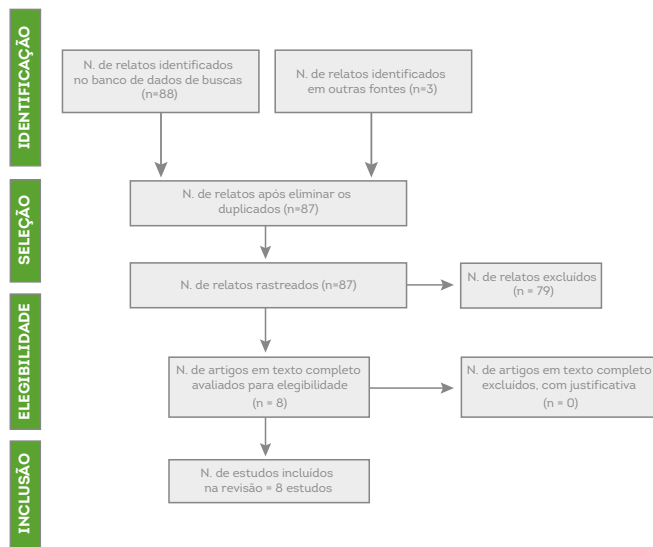 IDENTIFICAÇÃO
N. de relatos identificados
no banco de dados de buscas
(n=88)
N. de relatos identificados
em outras fontes (n=3)
SELEÇÃO
N. de relatos após eliminar os
duplicados (n=87)
N. de relatos rastreados (n=87)
N. de relatos excluídos
(n = 79)
ELEGIBILIDADE
N. de artigos em texto completo
avaliados para elegibilidade
(n = 8)
N. de artigos em texto completo
excluídos, com justificativa
(n = 0)
INCLUSÃO
N. de estudos incluídos
na revisão = 8 estudos